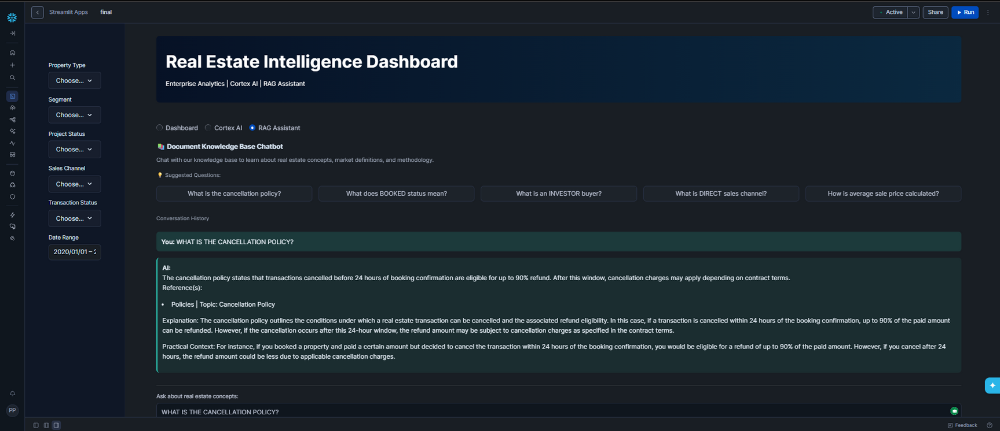 Streamlit Apps
final
Active
Share
Run
Property Type
Choose...
Segment
Choose...
Project Status
Choose...
Sales Channel
Choose...
Transaction Status
Choose...
Date Range
2020/01/01 – 2
Real Estate Intelligence Dashboard
Enterprise Analytics | Cortex AI | RAG Assistant
Dashboard Cortex AI RAG Assistant
Document Knowledge Base Chatbot
Chat with our knowledge base to learn about real estate concepts, market definitions, and methodology.
Suggested Questions:
What is the cancellation policy?
What does BOOKED status mean?
What is an INVESTOR buyer?
What is DIRECT sales channel?
How is average sale price calculated?
Conversation History
You: WHAT IS THE CANCELLATION POLICY?
AI:
The cancellation policy states that transactions cancelled before 24 hours of booking confirmation are eligible for up to 90% refund. After this window, cancellation charges may apply depending on contract terms.
Reference(s):
• Policies | Topic: Cancellation Policy
Explanation: The cancellation policy outlines the conditions under which a real estate transaction can be cancelled and the associated refund eligibility. In this case, if a transaction is cancelled within 24 hours of the booking confirmation, up to 90% of the paid amount
can be refunded. However, if the cancellation occurs after this 24-hour window, the refund amount may be subject to cancellation charges as specified in the contract terms.
Practical Context: For instance, if you booked a property and paid a certain amount but decided to cancel the transaction within 24 hours of the booking confirmation, you would be eligible for a refund of up to 90% of the paid amount. However, if you cancel after 24
hours, the refund amount could be less due to applicable cancellation charges.
Ask about real estate concepts:
WHAT IS THE CANCELLATION POLICY?
PP
Feedback